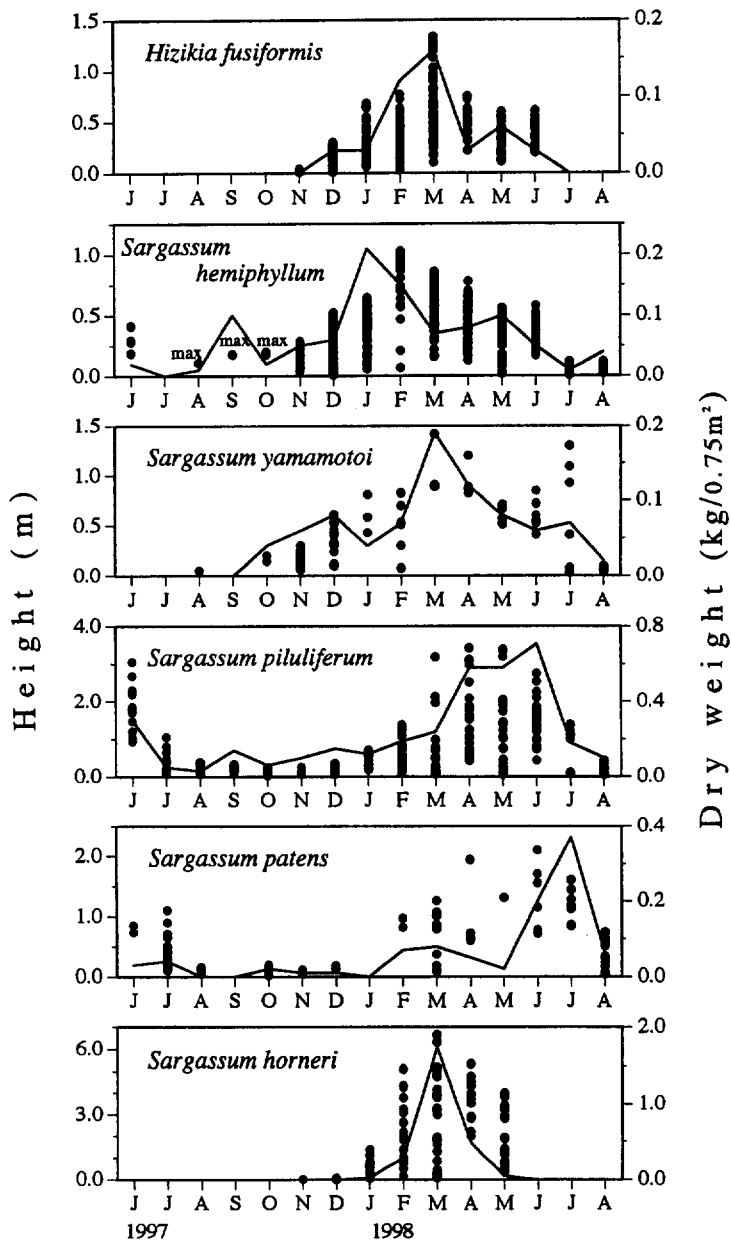 1.5
0.2
Hizikia fusiformis
1.0
0.1
0.5
0.0
0.0
J J A S O N D J F M A M J J A
Sargassum
hemiphyllum
1.0
0.2
0.5
max max max
0.1
0.0
0.0
J J A S O N D J F M A M J J A
1.5
0.2
Sargassum yamamotoi
1.0
0.1
0.5
0.0
0.0
J J A S O N D J F M A M J J A
Height (m)
Dry weight (kg/0.75m²)
4.0
0.8
Sargassum piluliferum
2.0
0.4
0.0
0.0
J J A S O N D J F M A M J J A
0.4
2.0
Sargassum patens
0.2
1.0
0.0
0.0
J J A S O N D J F M A M J J A
2.0
6.0
Sargassum horneri
3.0
1.0
0.0
0.0
J J A S O N D J F M A M J J A
1997 1998